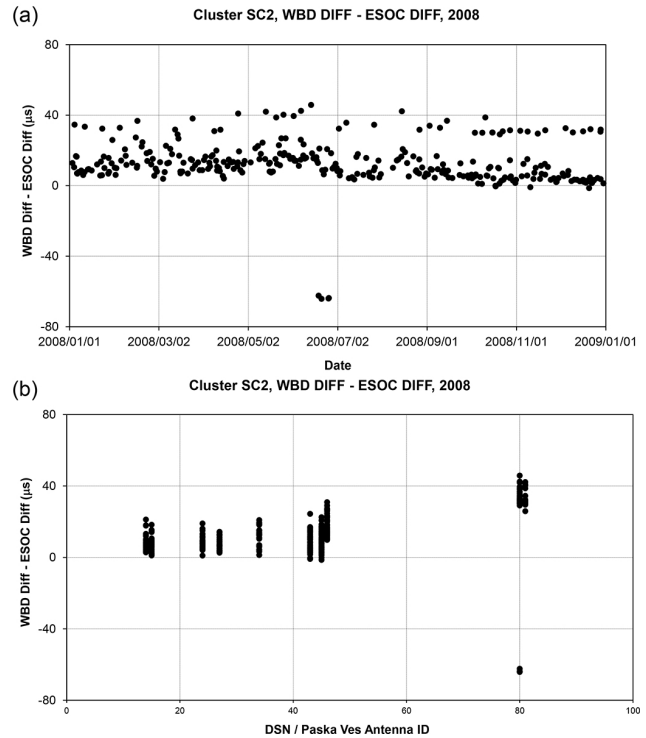 (a)
Cluster SC2, WBD DIFF - ESOC DIFF, 2008
80
40
0
-40
-80
WBD Diff - ESOC Diff (µs)
2008/01/01 2008/03/02 2008/05/02 2008/07/02 2008/09/01 2008/11/01 2009/01/01
Date
(b)
Cluster SC2, WBD DIFF - ESOC DIFF, 2008
80
40
0
-40
-80
WBD Diff - ESOC Diff (µs)
0 20 40 60 80 100
DSN / Paska Ves Antenna ID